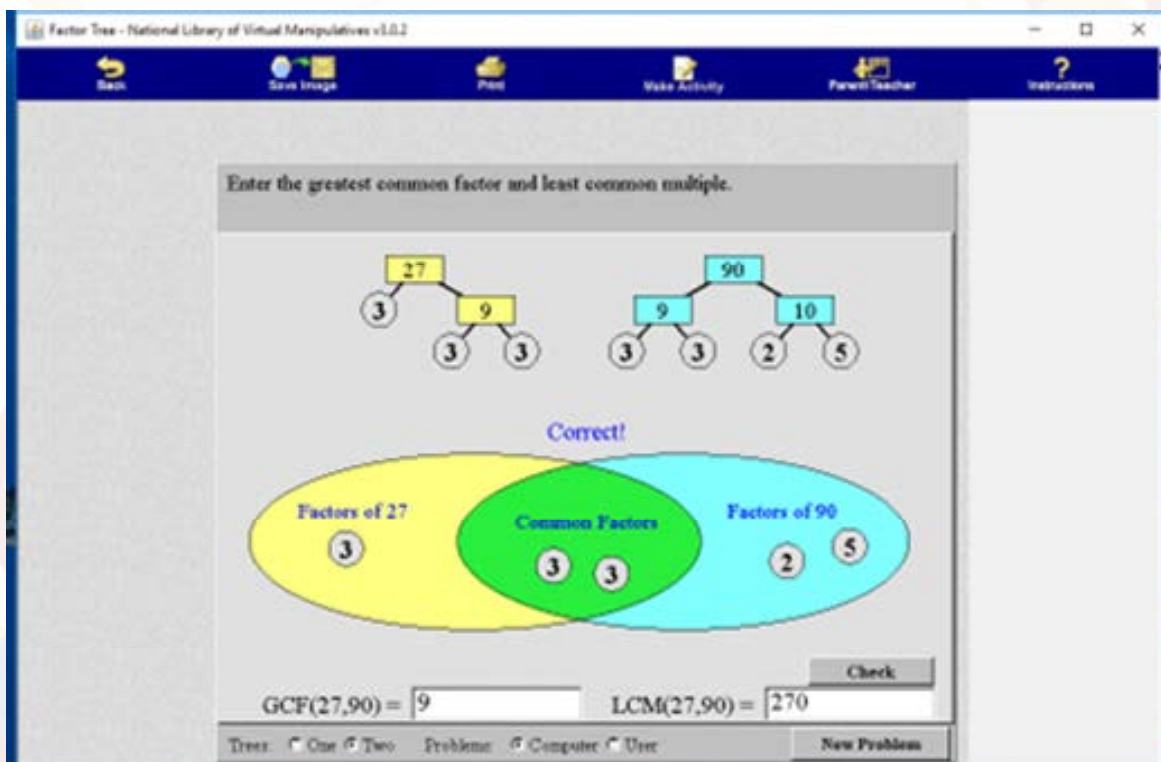 Factor Tree - National Library of Virtual Manipulatives v3.0.2
Back Save Image Print Make Activity Parent/Teacher Instructions
Enter the greatest common factor and least common multiple.
27 90
3 9 9 10
3 3 3 3 2 5
Correct!
Factors of 27 Common Factors Factors of 90
3 3 3 2 5
Check
GCF(27,90) = 9 LCM(27,90) = 270
Trees: One Two Problems: Computer User New Problem